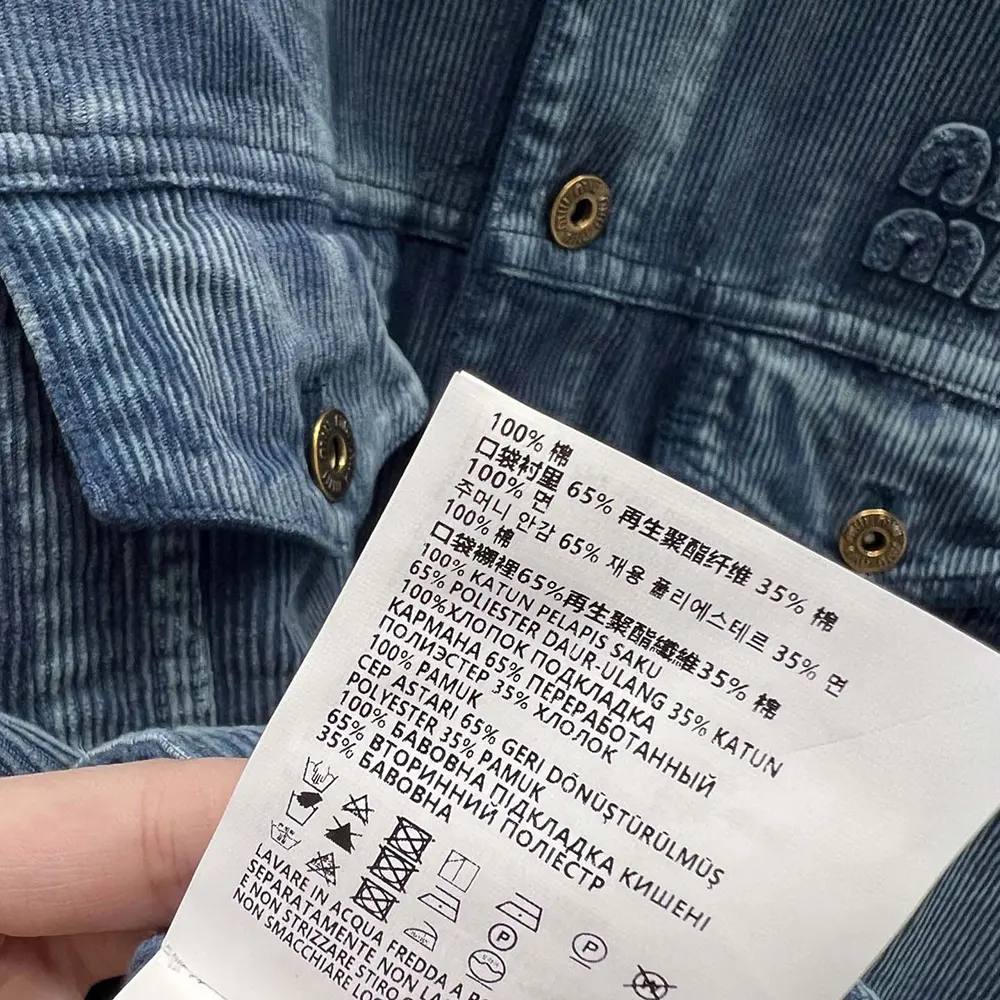 100% 棉
口袋衬里 65% 再生聚酯纤维 35% 棉
100% 면
주머니 안감 65% 재용 폴리에스테르 35% 면
100% 棉
口袋襯裡65%再生聚酯纖維35% 棉
100% KATUN PELAPIS SAKU
65% POLIESTER DAUR-ULANG 35% KATUN
100%ХЛОПОК ПОДКЛАДКА
КАРМАНА 65% ПЕРЕРАБОТАННЫЙ
ПОЛИЭСТЕР 35% ХЛОПОК
100% PAMUK
CEP ASTARI 65% GERI DÖNÜŞTÜRÜLMÜŞ
POLYESTER 35% PAMUK
100% БАВОВНА ПІДКЛАДКА КИШЕНІ
65% ВТОРИННИЙ ПОЛІЕСТР
35% БАВОВНА
P
P
LAVARE IN ACQUA FREDDA
SEPARATAMENTE NON
E NON STRIZZARE STIRO
NON SMACCHIARE